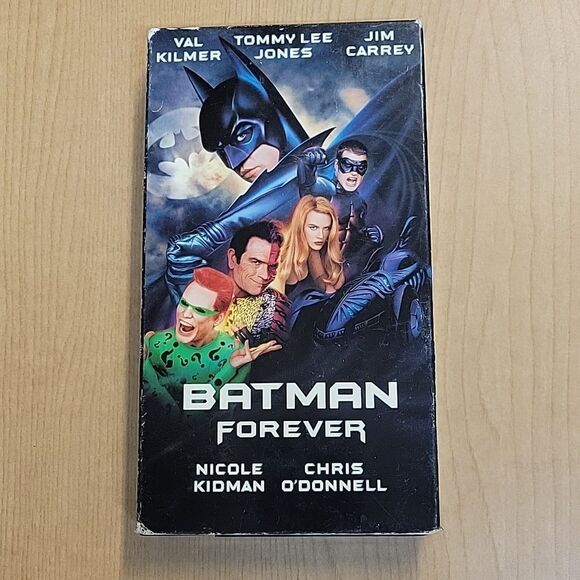 VAL TOMMY LEE JIM
KILMER JONES CARREY
BATMAN
FOREVER
NICOLE CHRIS
KIDMAN O'DONNELL